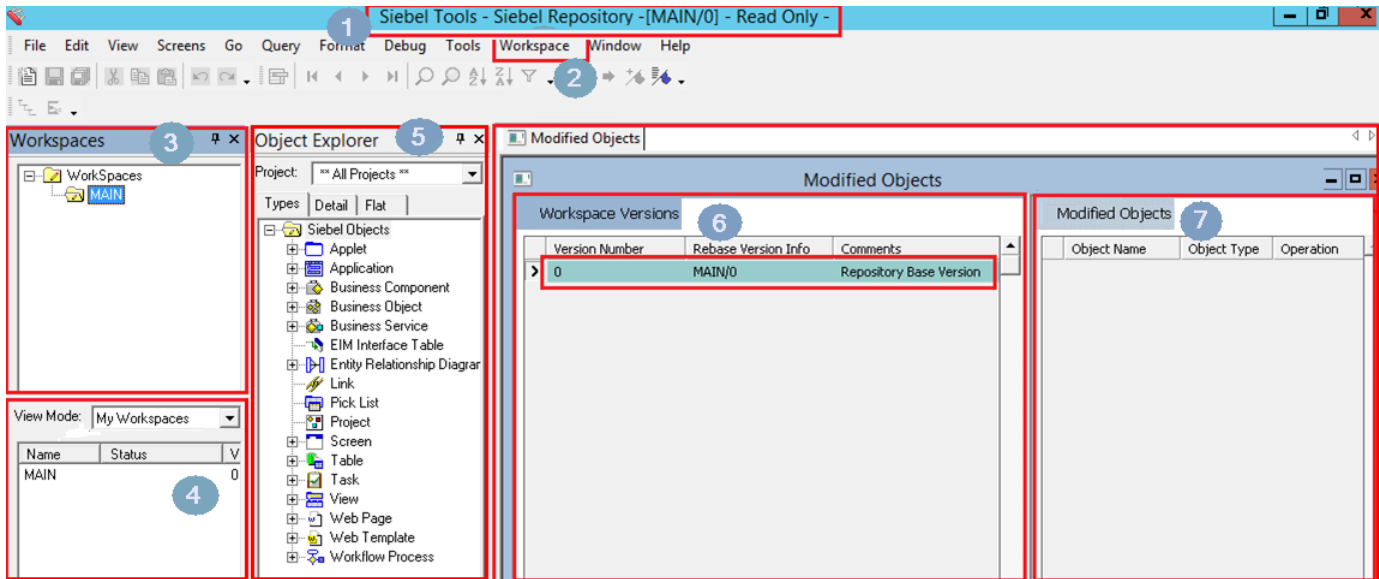 Siebel Tools - Siebel Repository -[MAIN/0] - Read Only -
1
File Edit View Screens Go Query Format Debug Tools Workspace Window Help
2
Workspaces
3
WorkSpaces
MAIN
View Mode: My Workspaces
Name Status V
MAIN 0
4
Object Explorer
5
Project: ** All Projects **
Types Detail Flat
Siebel Objects
Applet
Application
Business Component
Business Object
Business Service
EIM Interface Table
Entity Relationship Diagrar
Link
Pick List
Project
Screen
Table
Task
View
Web Page
Web Template
Workflow Process
Modified Objects
Modified Objects
Workspace Versions
6
Version Number Rebase Version Info Comments
0 MAIN/0 Repository Base Version
Modified Objects
7
Object Name Object Type Operation